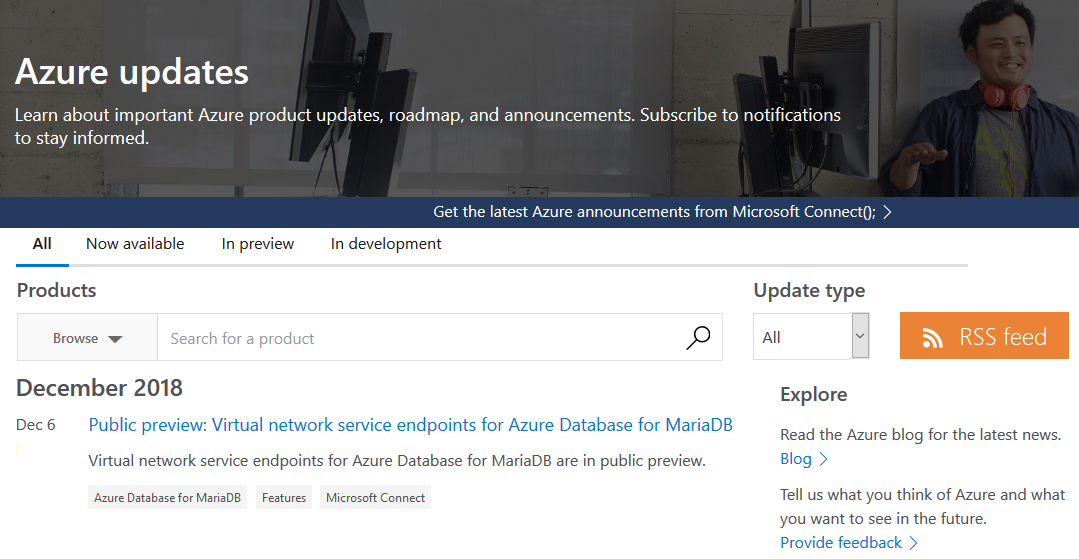 Azure updates
Learn about important Azure product updates, roadmap, and announcements. Subscribe to notifications
to stay informed.
Get the latest Azure announcements from Microsoft Connect();
All Now available In preview In development
Products
Browse
Search for a product
Update type
All
RSS feed
December 2018
Dec 6
Public preview: Virtual network service endpoints for Azure Database for MariaDB
Virtual network service endpoints for Azure Database for MariaDB are in public preview.
Azure Database for MariaDB Features Microsoft Connect
Explore
Read the Azure blog for the latest news.
Blog
Tell us what you think of Azure and what
you want to see in the future.
Provide feedback